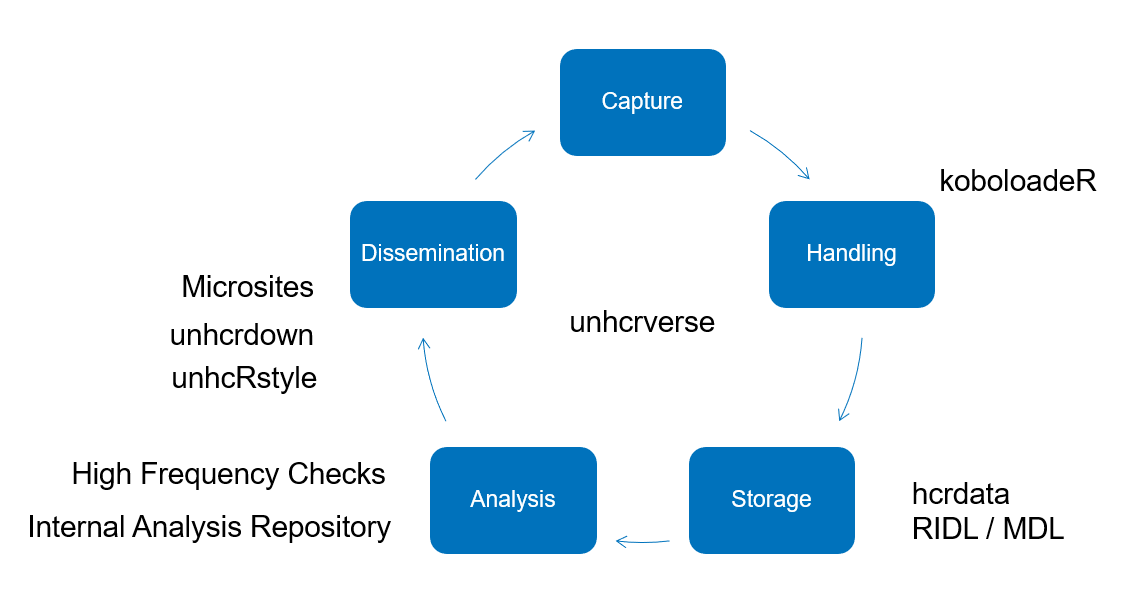 Capture
koboloadeR
Dissemination
Handling
Microsites
unhcrverse
unhcrdown
unhcRstyle
High Frequency Checks
Analysis
Storage
hcrdata
Internal Analysis Repository
RIDL / MDL